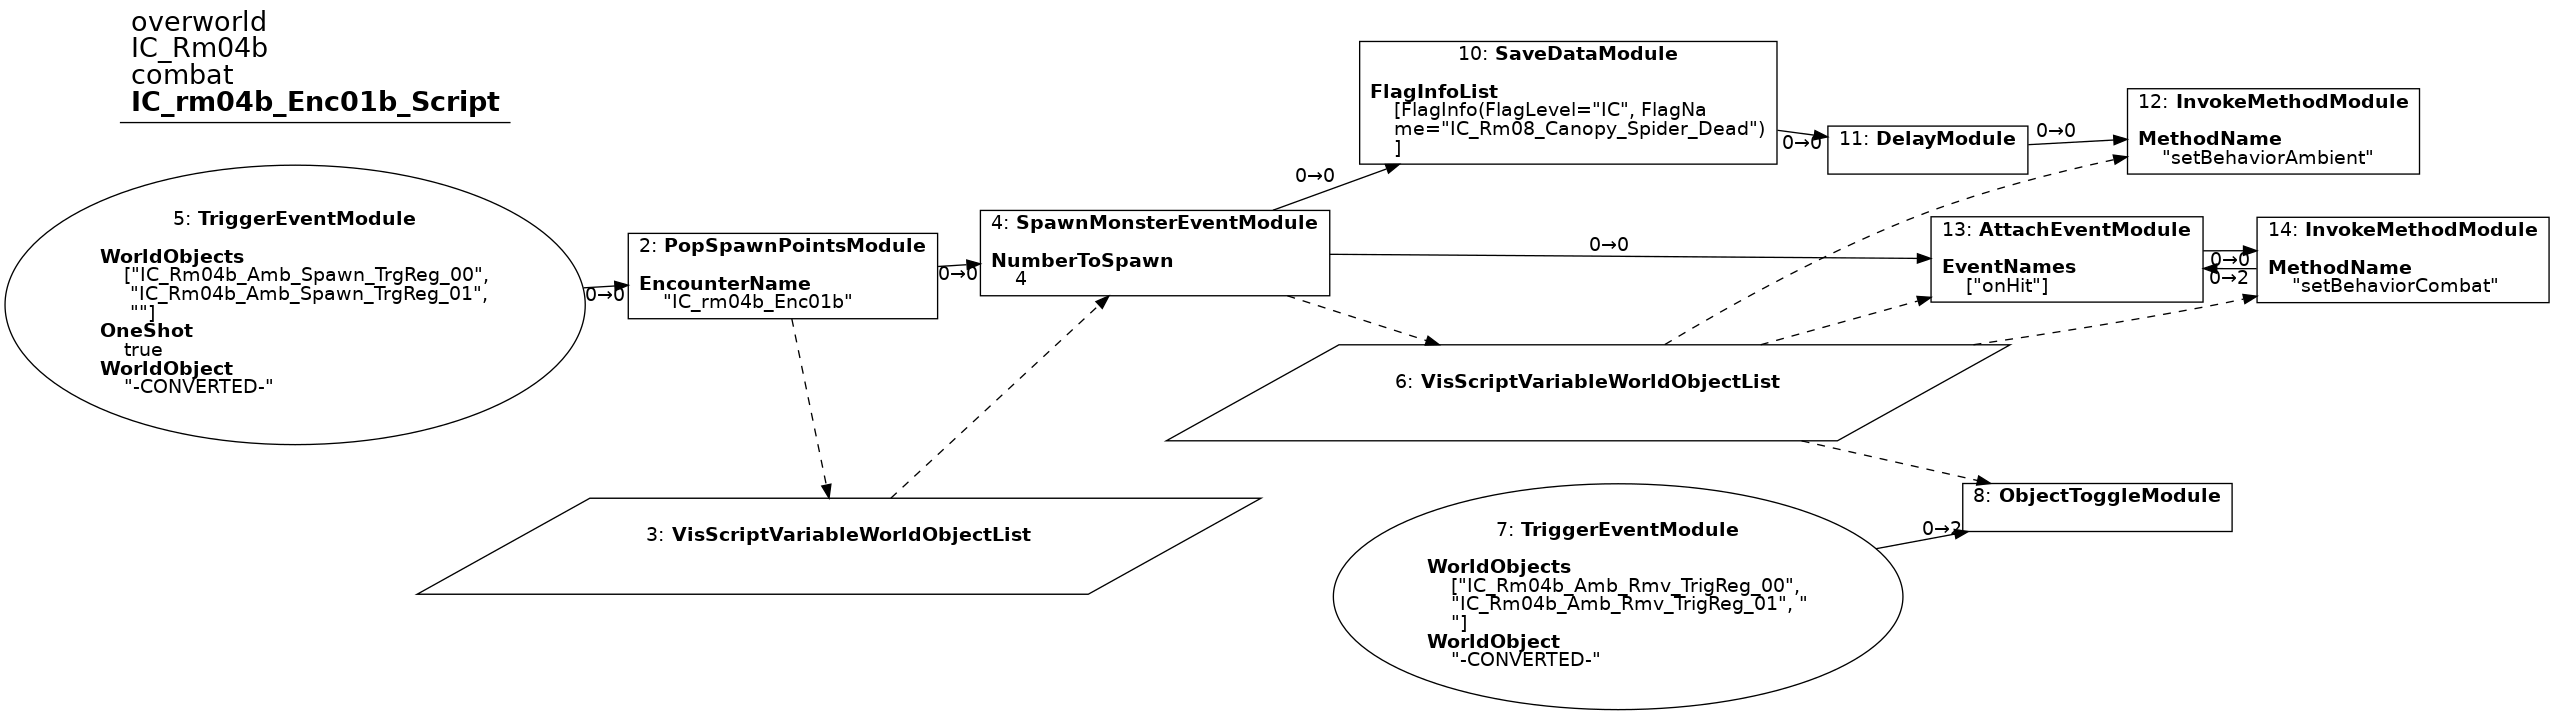 overworld
IC_Rm04b
combat
IC_rm04b_Enc01b_Script
5: TriggerEventModule
WorldObjects
["IC_Rm04b_Amb_Spawn_TrgReg_00",
"IC_Rm04b_Amb_Spawn_TrgReg_01",
""]
OneShot
true
WorldObject
"-CONVERTED-"
0→0
2: PopSpawnPointsModule
EncounterName
"IC_rm04b_Enc01b"
0→0
4: SpawnMonsterEventModule
NumberToSpawn
4
0→0
10: SaveDataModule
FlagInfoList
[FlagInfo(FlagLevel="IC", FlagNa
me="IC_Rm08_Canopy_Spider_Dead")
]
0→0
11: DelayModule
0→0
12: InvokeMethodModule
MethodName
"setBehaviorAmbient"
0→0
13: AttachEventModule
EventNames
["onHit"]
0→0
0→2
14: InvokeMethodModule
MethodName
"setBehaviorCombat"
6: VisScriptVariableWorldObjectList
3: VisScriptVariableWorldObjectList
7: TriggerEventModule
WorldObjects
["IC_Rm04b_Amb_Rmv_TrigReg_00",
"IC_Rm04b_Amb_Rmv_TrigReg_01", "
"]
WorldObject
"-CONVERTED-"
0→2
8: ObjectToggleModule